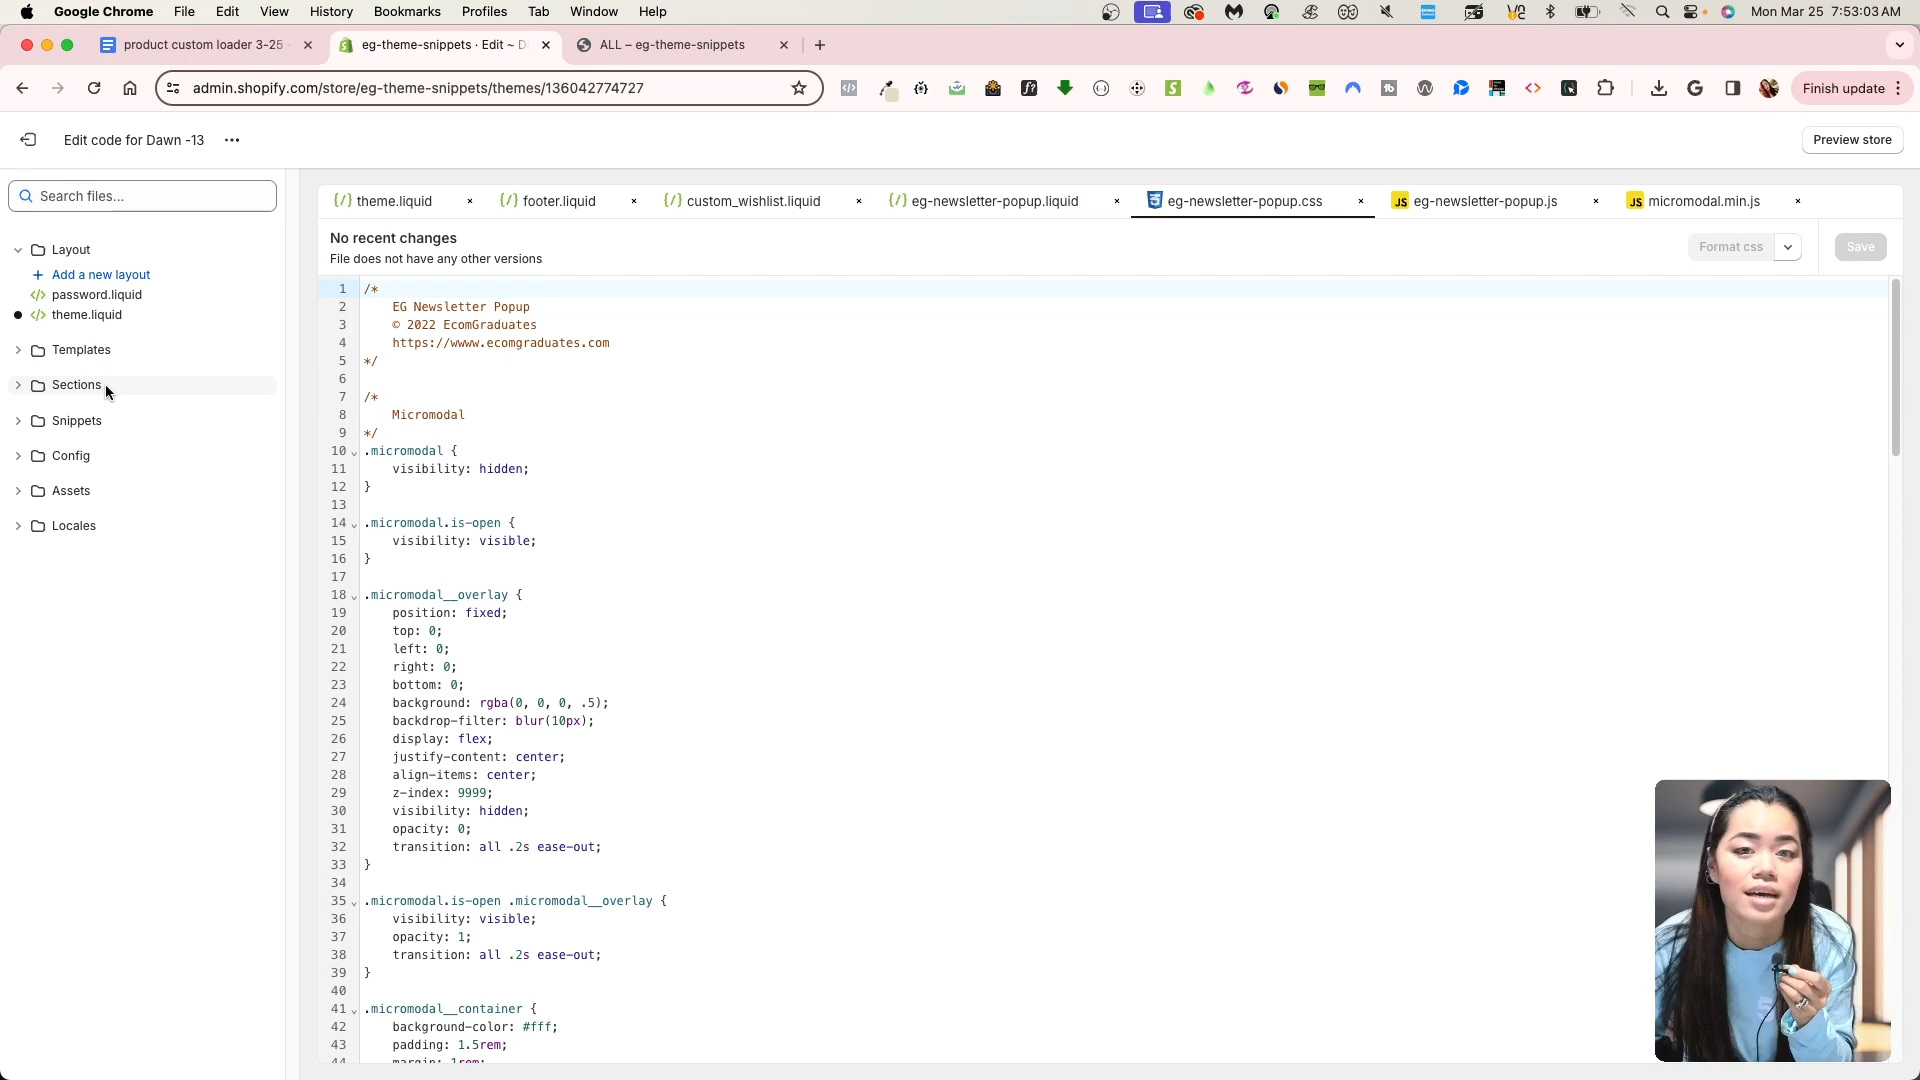 Google Chrome File Edit View History Bookmarks Profiles Tab Window Help Mon Mar 25 7:53:03 AM
product custom loader 3-25 eg-theme-snippets · Edit ~ D ALL – eg-theme-snippets
admin.shopify.com/store/eg-theme-snippets/themes/136042774727 Finish update
Edit code for Dawn -13 Preview store
Search files...
Layout
Add a new layout
password.liquid
theme.liquid
Templates
Sections
Snippets
Config
Assets
Locales
theme.liquid footer.liquid custom_wishlist.liquid eg-newsletter-popup.liquid eg-newsletter-popup.css JS eg-newsletter-popup.js JS micromodal.min.js
No recent changes
File does not have any other versions
Format css Save
1 /*
2 EG Newsletter Popup
3 © 2022 EcomGraduates
4 https://wwww.ecomgraduates.com
5 */
6
7 /*
8 Micromodal
9 */
10 .micromodal {
11 visibility: hidden;
12 }
13
14 .micromodal.is-open {
15 visibility: visible;
16 }
17
18 .micromodal__overlay {
19 position: fixed;
20 top: 0;
21 left: 0;
22 right: 0;
23 bottom: 0;
24 background: rgba(0, 0, 0, .5);
25 backdrop-filter: blur(10px);
26 display: flex;
27 justify-content: center;
28 align-items: center;
29 z-index: 9999;
30 visibility: hidden;
31 opacity: 0;
32 transition: all .2s ease-out;
33 }
34
35 .micromodal.is-open .micromodal__overlay {
36 visibility: visible;
37 opacity: 1;
38 transition: all .2s ease-out;
39 }
40
41 .micromodal__container {
42 background-color: #fff;
43 padding: 1.5rem;
44 margin: 1rem;